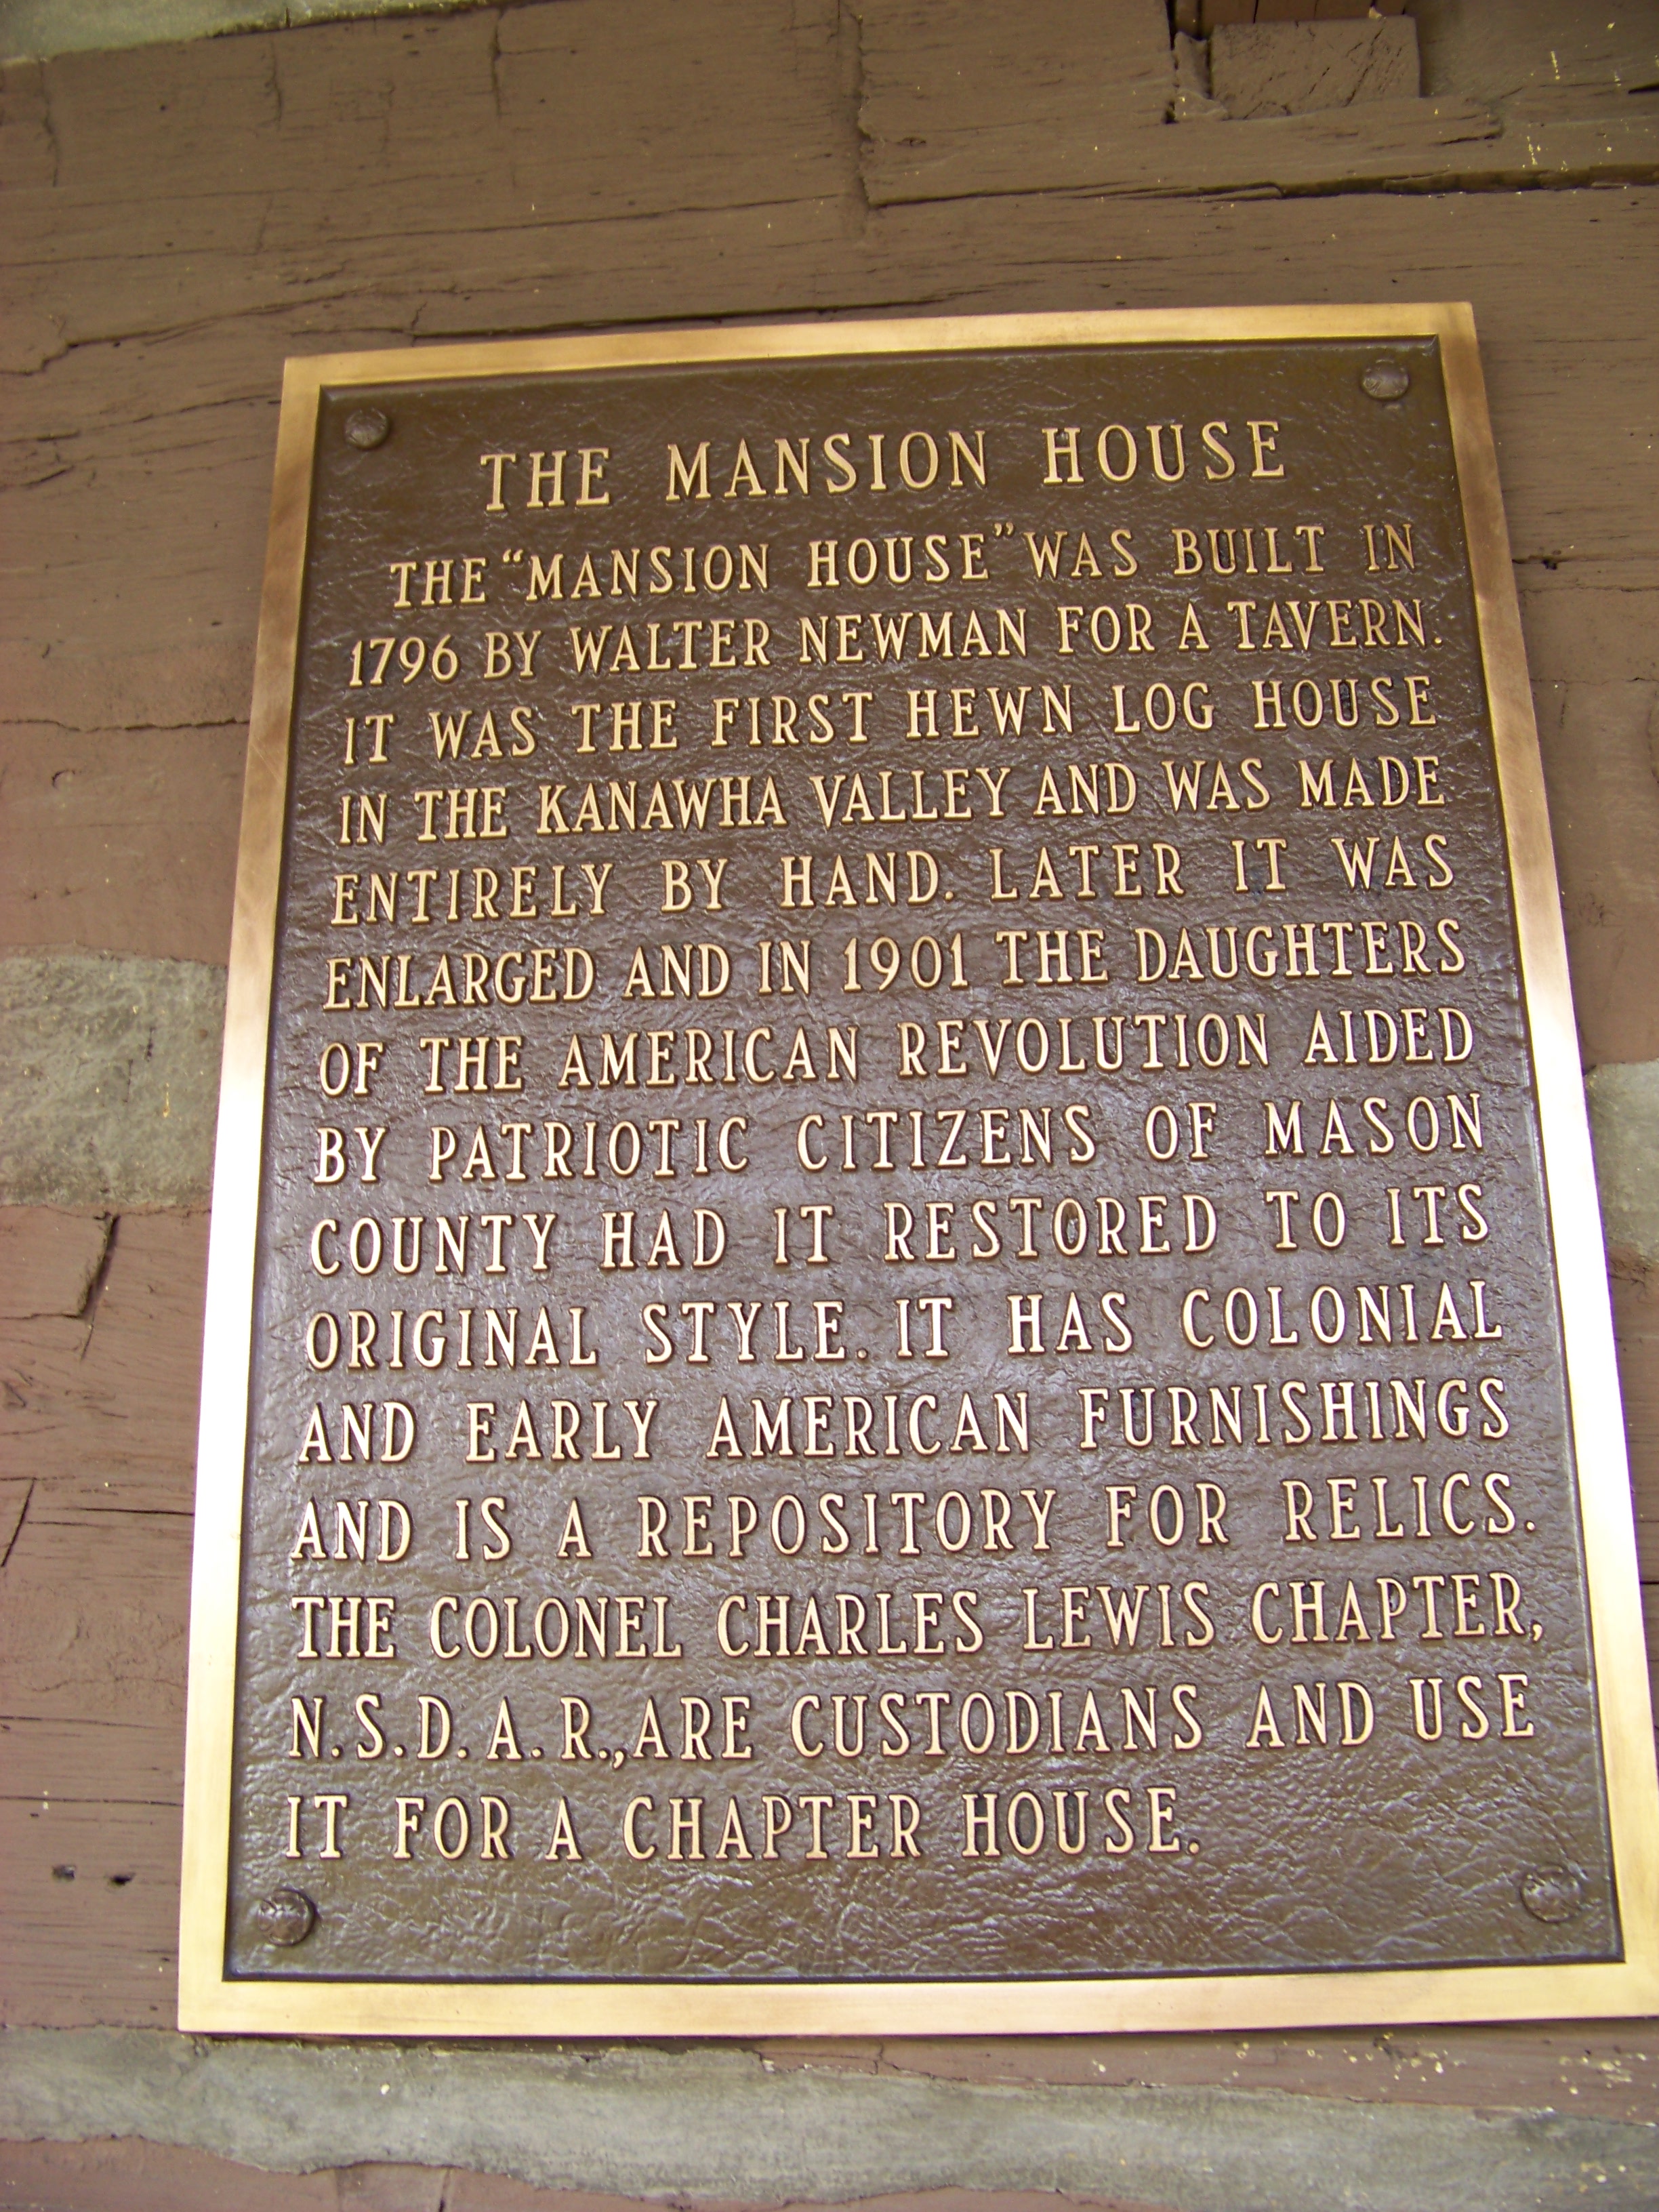 THE MANSION HOUSE
THE "MANSION HOUSE" WAS BUILT IN
1796 BY WALTER NEWMAN FOR A TAVERN.
IT WAS THE FIRST HEWN LOG HOUSE
IN THE KANAWHA VALLEY AND WAS MADE
ENTIRELY BY HAND. LATER IT WAS
ENLARGED AND IN 1901 THE DAUGHTERS
OF THE AMERICAN REVOLUTION AIDED
BY PATRIOTIC CITIZENS OF MASON
COUNTY HAD IT RESTORED TO ITS
ORIGINAL STYLE. IT HAS COLONIAL
AND EARLY AMERICAN FURNISHINGS
AND IS A REPOSITORY FOR RELICS.
THE COLONEL CHARLES LEWIS CHAPTER,
N.S.D.A.R., ARE CUSTODIANS AND USE
IT FOR A CHAPTER HOUSE.